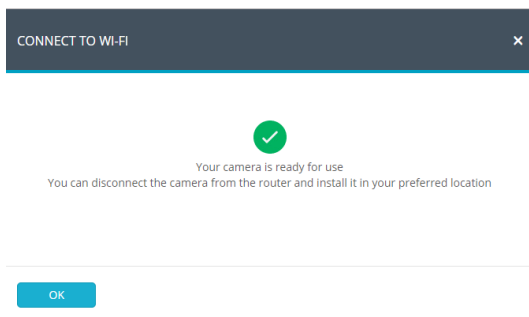 CONNECT TO WI-FI
Your camera is ready for use
You can disconnect the camera from the router and install it in your preferred location
OK